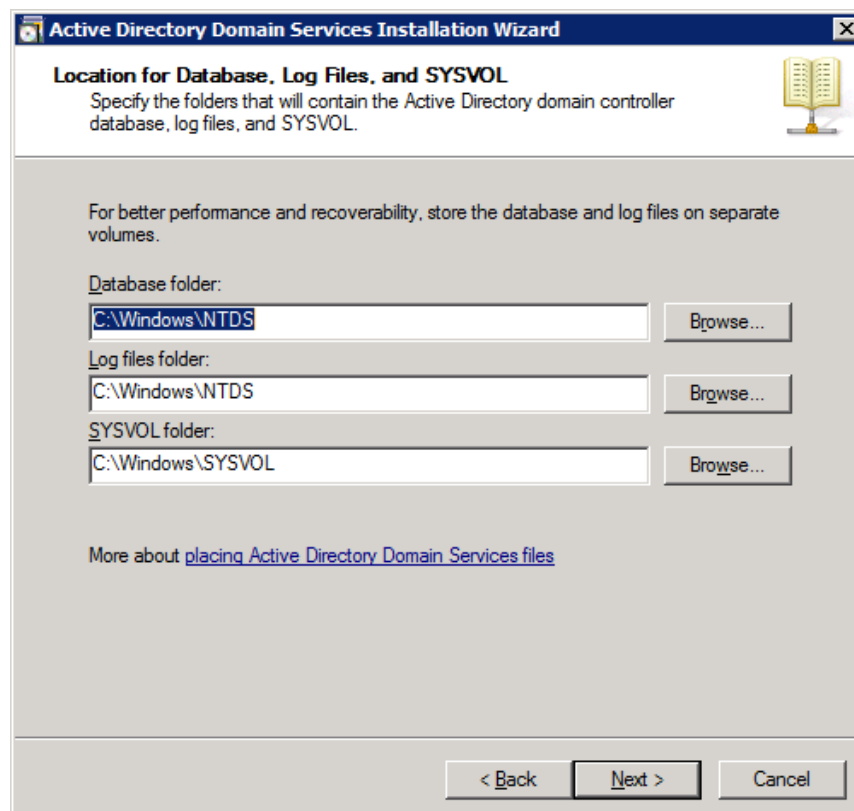 Active Directory Domain Services Installation Wizard
Location for Database, Log Files, and SYSVOL
Specify the folders that will contain the Active Directory domain controller
database, log files, and SYSVOL.
For better performance and recoverability, store the database and log files on separate
volumes.
Database folder:
C:\Windows\NTDS
Browse...
Log files folder:
C:\Windows\NTDS
Browse...
SYSVOL folder:
C:\Windows\SYSVOL
Browse...
More about placing Active Directory Domain Services files
< Back
Next >
Cancel